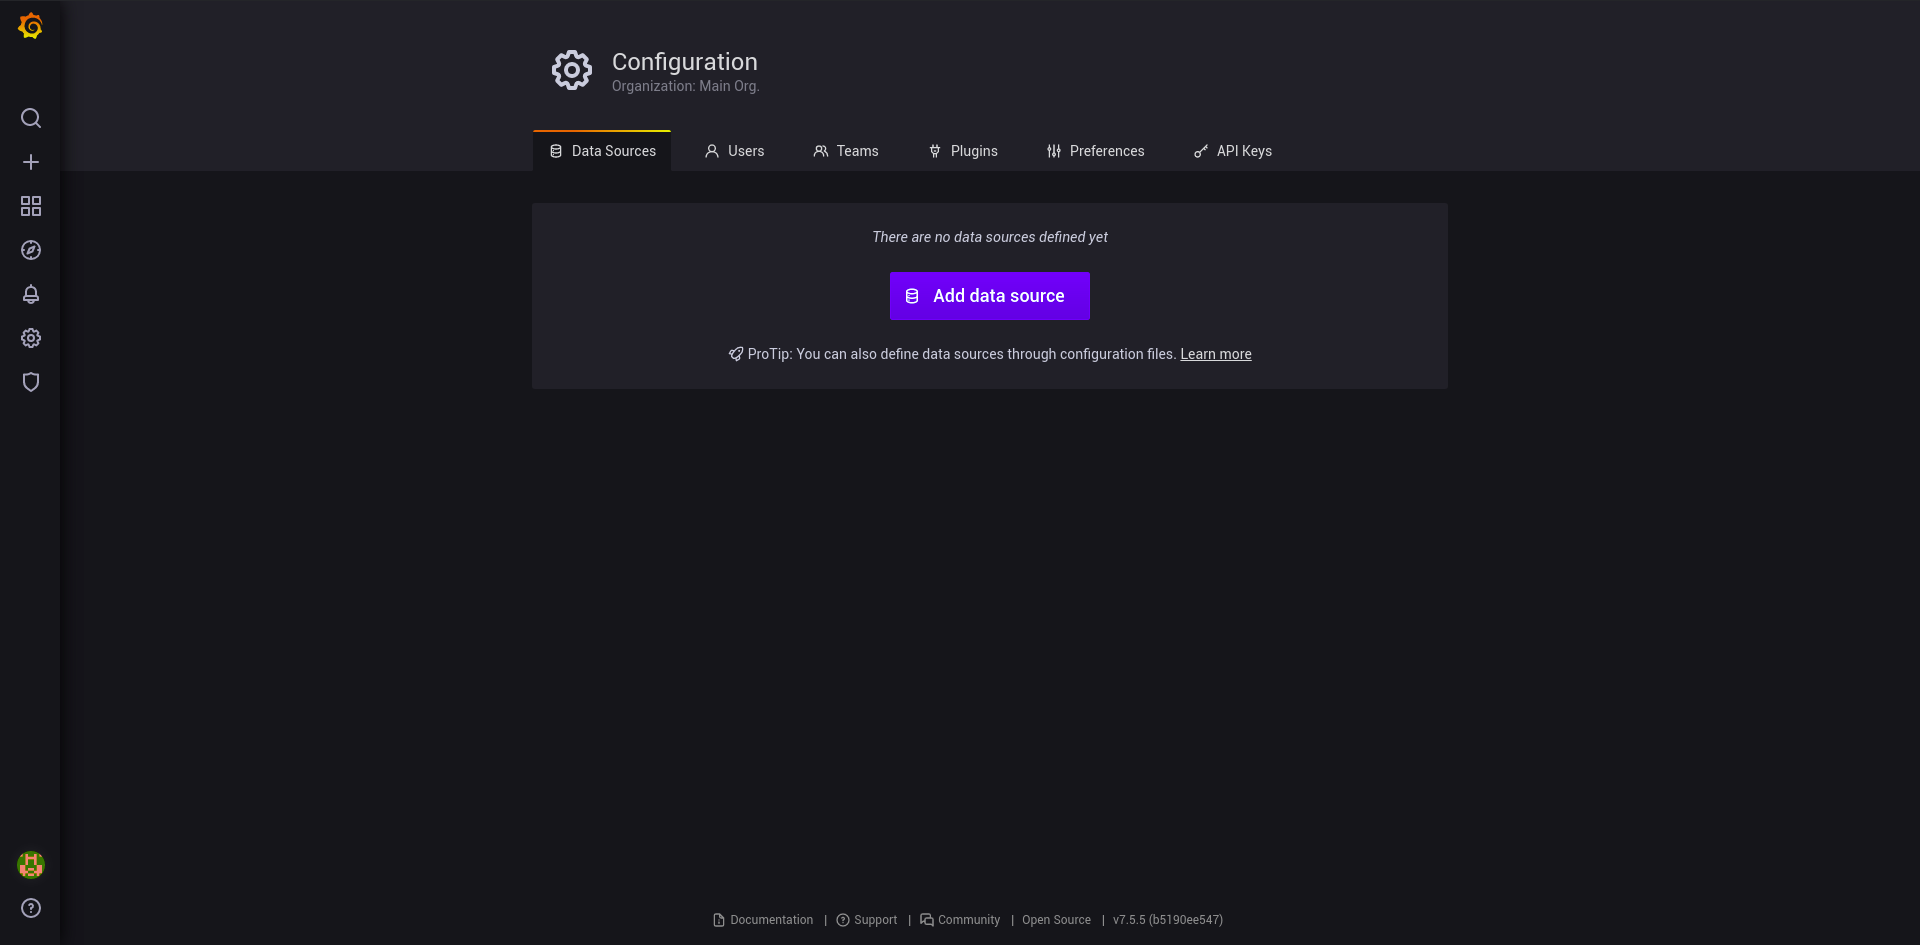 Configuration
Organization: Main Org.
Data Sources Users Teams Plugins Preferences API Keys
There are no data sources defined yet
Add data source
ProTip: You can also define data sources through configuration files. Learn more
Documentation | Support | Community | Open Source | v7.5.5 (b5190ee547)